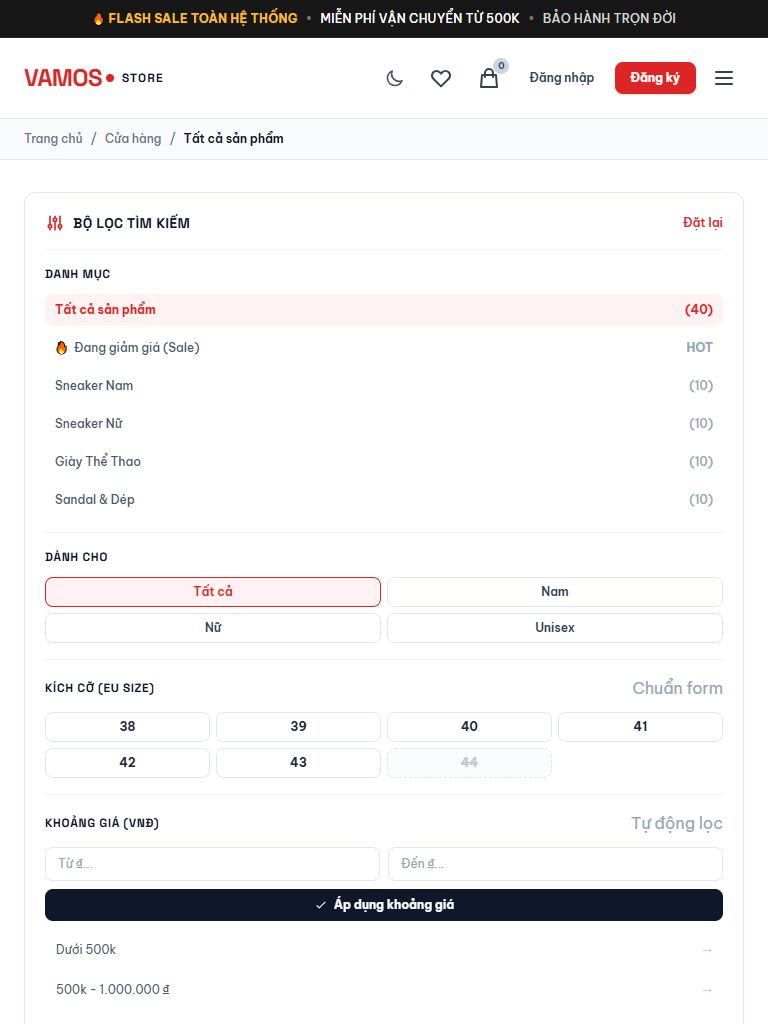 🔥 FLASH SALE TOÀN HỆ THỐNG • MIỄN PHÍ VẬN CHUYỂN TỪ 500K • BẢO HÀNH TRỌN ĐỜI
VAMOS STORE
0
Đăng nhập
Đăng ký
Trang chủ / Cửa hàng / Tất cả sản phẩm
BỘ LỌC TÌM KIẾM
Đặt lại
DANH MỤC
Tất cả sản phẩm (40)
🔥 Đang giảm giá (Sale) HOT
Sneaker Nam (10)
Sneaker Nữ (10)
Giày Thể Thao (10)
Sandal & Dép (10)
DÀNH CHO
Tất cả Nam
Nữ Unisex
KÍCH CỠ (EU SIZE) Chuẩn form
38 39 40 41
42 43 44
KHOẢNG GIÁ (VNĐ) Tự động lọc
Từ ₫... Đến ₫...
✓ Áp dụng khoảng giá
Dưới 500k →
500k - 1.000.000 ₫ →